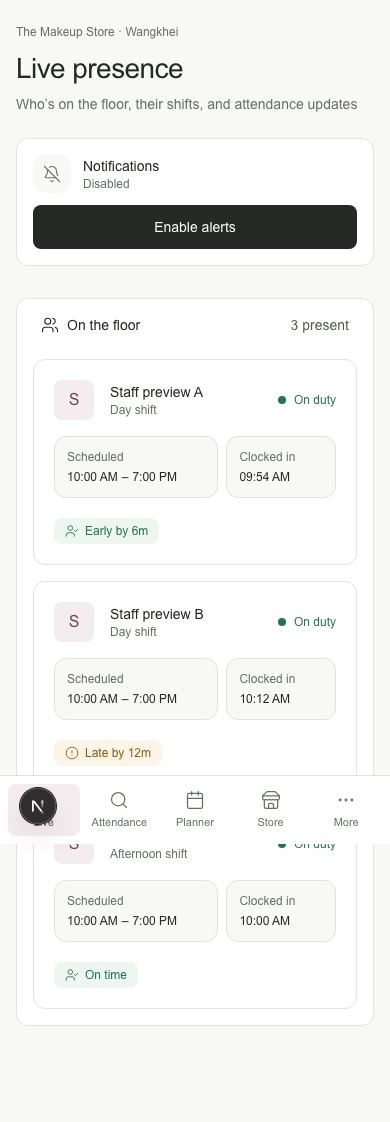 The Makeup Store · Wangkhei
Live presence
Who's on the floor, their shifts, and attendance updates
Notifications
Disabled
Enable alerts
On the floor
3 present
S
Staff preview A
Day shift
On duty
Scheduled
10:00 AM – 7:00 PM
Clocked in
09:54 AM
Early by 6m
S
Staff preview B
Day shift
On duty
Scheduled
10:00 AM – 7:00 PM
Clocked in
10:12 AM
Late by 12m
N
Attendance
Planner
Store
More
S
On duty
Afternoon shift
Scheduled
10:00 AM – 7:00 PM
Clocked in
10:00 AM
On time